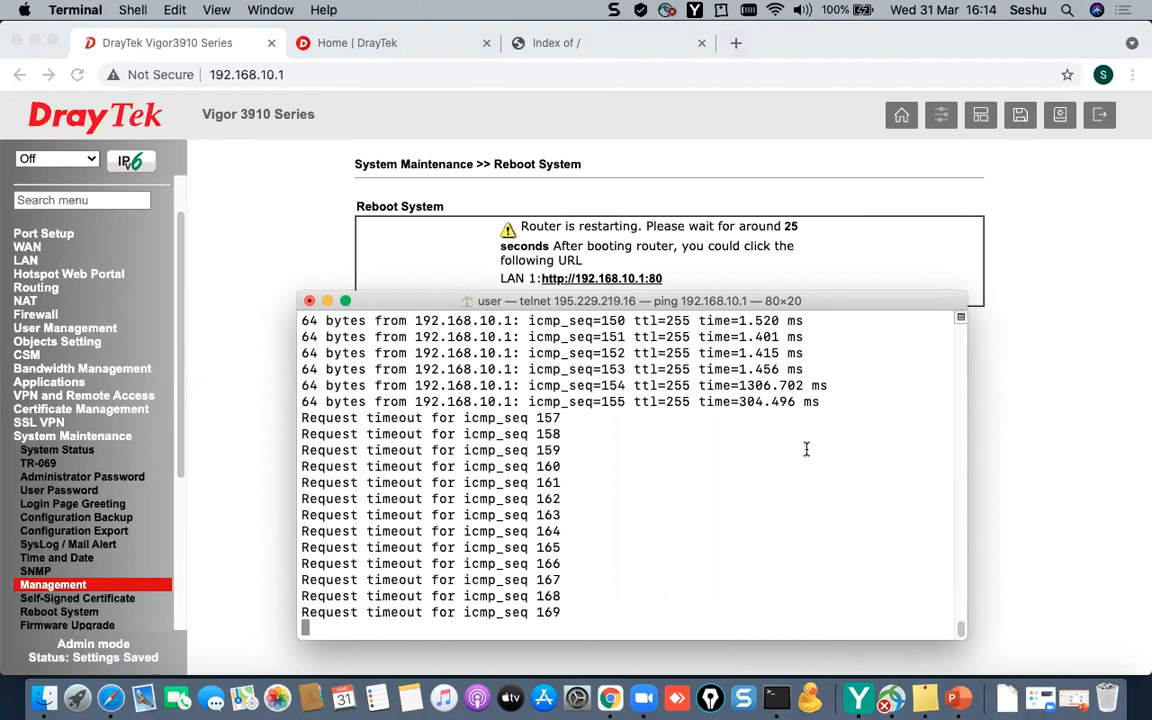 Terminal Shell Edit View Window Help 100% Wed 31 Mar 16:14 Seshu
DrayTek Vigor3910 Series Home | DrayTek Index of /
Not Secure 192.168.10.1 S
DrayTek Vigor 3910 Series
Off IPv6
Search menu
Port Setup
WAN
LAN
Hotspot Web Portal
Routing
NAT
Firewall
User Management
Objects Setting
CSM
Bandwidth Management
Applications
VPN and Remote Access
Certificate Management
SSL VPN
System Maintenance
System Status
TR-069
Administrator Password
User Password
Login Page Greeting
Configuration Backup
Configuration Export
SysLog / Mail Alert
Time and Date
SNMP
Management
Self-Signed Certificate
Reboot System
Firmware Upgrade
Admin mode
Status: Settings Saved
System Maintenance >> Reboot System
Reboot System
Router is restarting. Please wait for around 25
seconds After booting router, you could click the
following URL
LAN 1:http://192.168.10.1:80
user — telnet 195.229.219.16 — ping 192.168.10.1 — 80×20
64 bytes from 192.168.10.1: icmp_seq=150 ttl=255 time=1.520 ms
64 bytes from 192.168.10.1: icmp_seq=151 ttl=255 time=1.401 ms
64 bytes from 192.168.10.1: icmp_seq=152 ttl=255 time=1.415 ms
64 bytes from 192.168.10.1: icmp_seq=153 ttl=255 time=1.456 ms
64 bytes from 192.168.10.1: icmp_seq=154 ttl=255 time=1306.702 ms
64 bytes from 192.168.10.1: icmp_seq=155 ttl=255 time=304.496 ms
Request timeout for icmp_seq 157
Request timeout for icmp_seq 158
Request timeout for icmp_seq 159
Request timeout for icmp_seq 160
Request timeout for icmp_seq 161
Request timeout for icmp_seq 162
Request timeout for icmp_seq 163
Request timeout for icmp_seq 164
Request timeout for icmp_seq 165
Request timeout for icmp_seq 166
Request timeout for icmp_seq 167
Request timeout for icmp_seq 168
Request timeout for icmp_seq 169